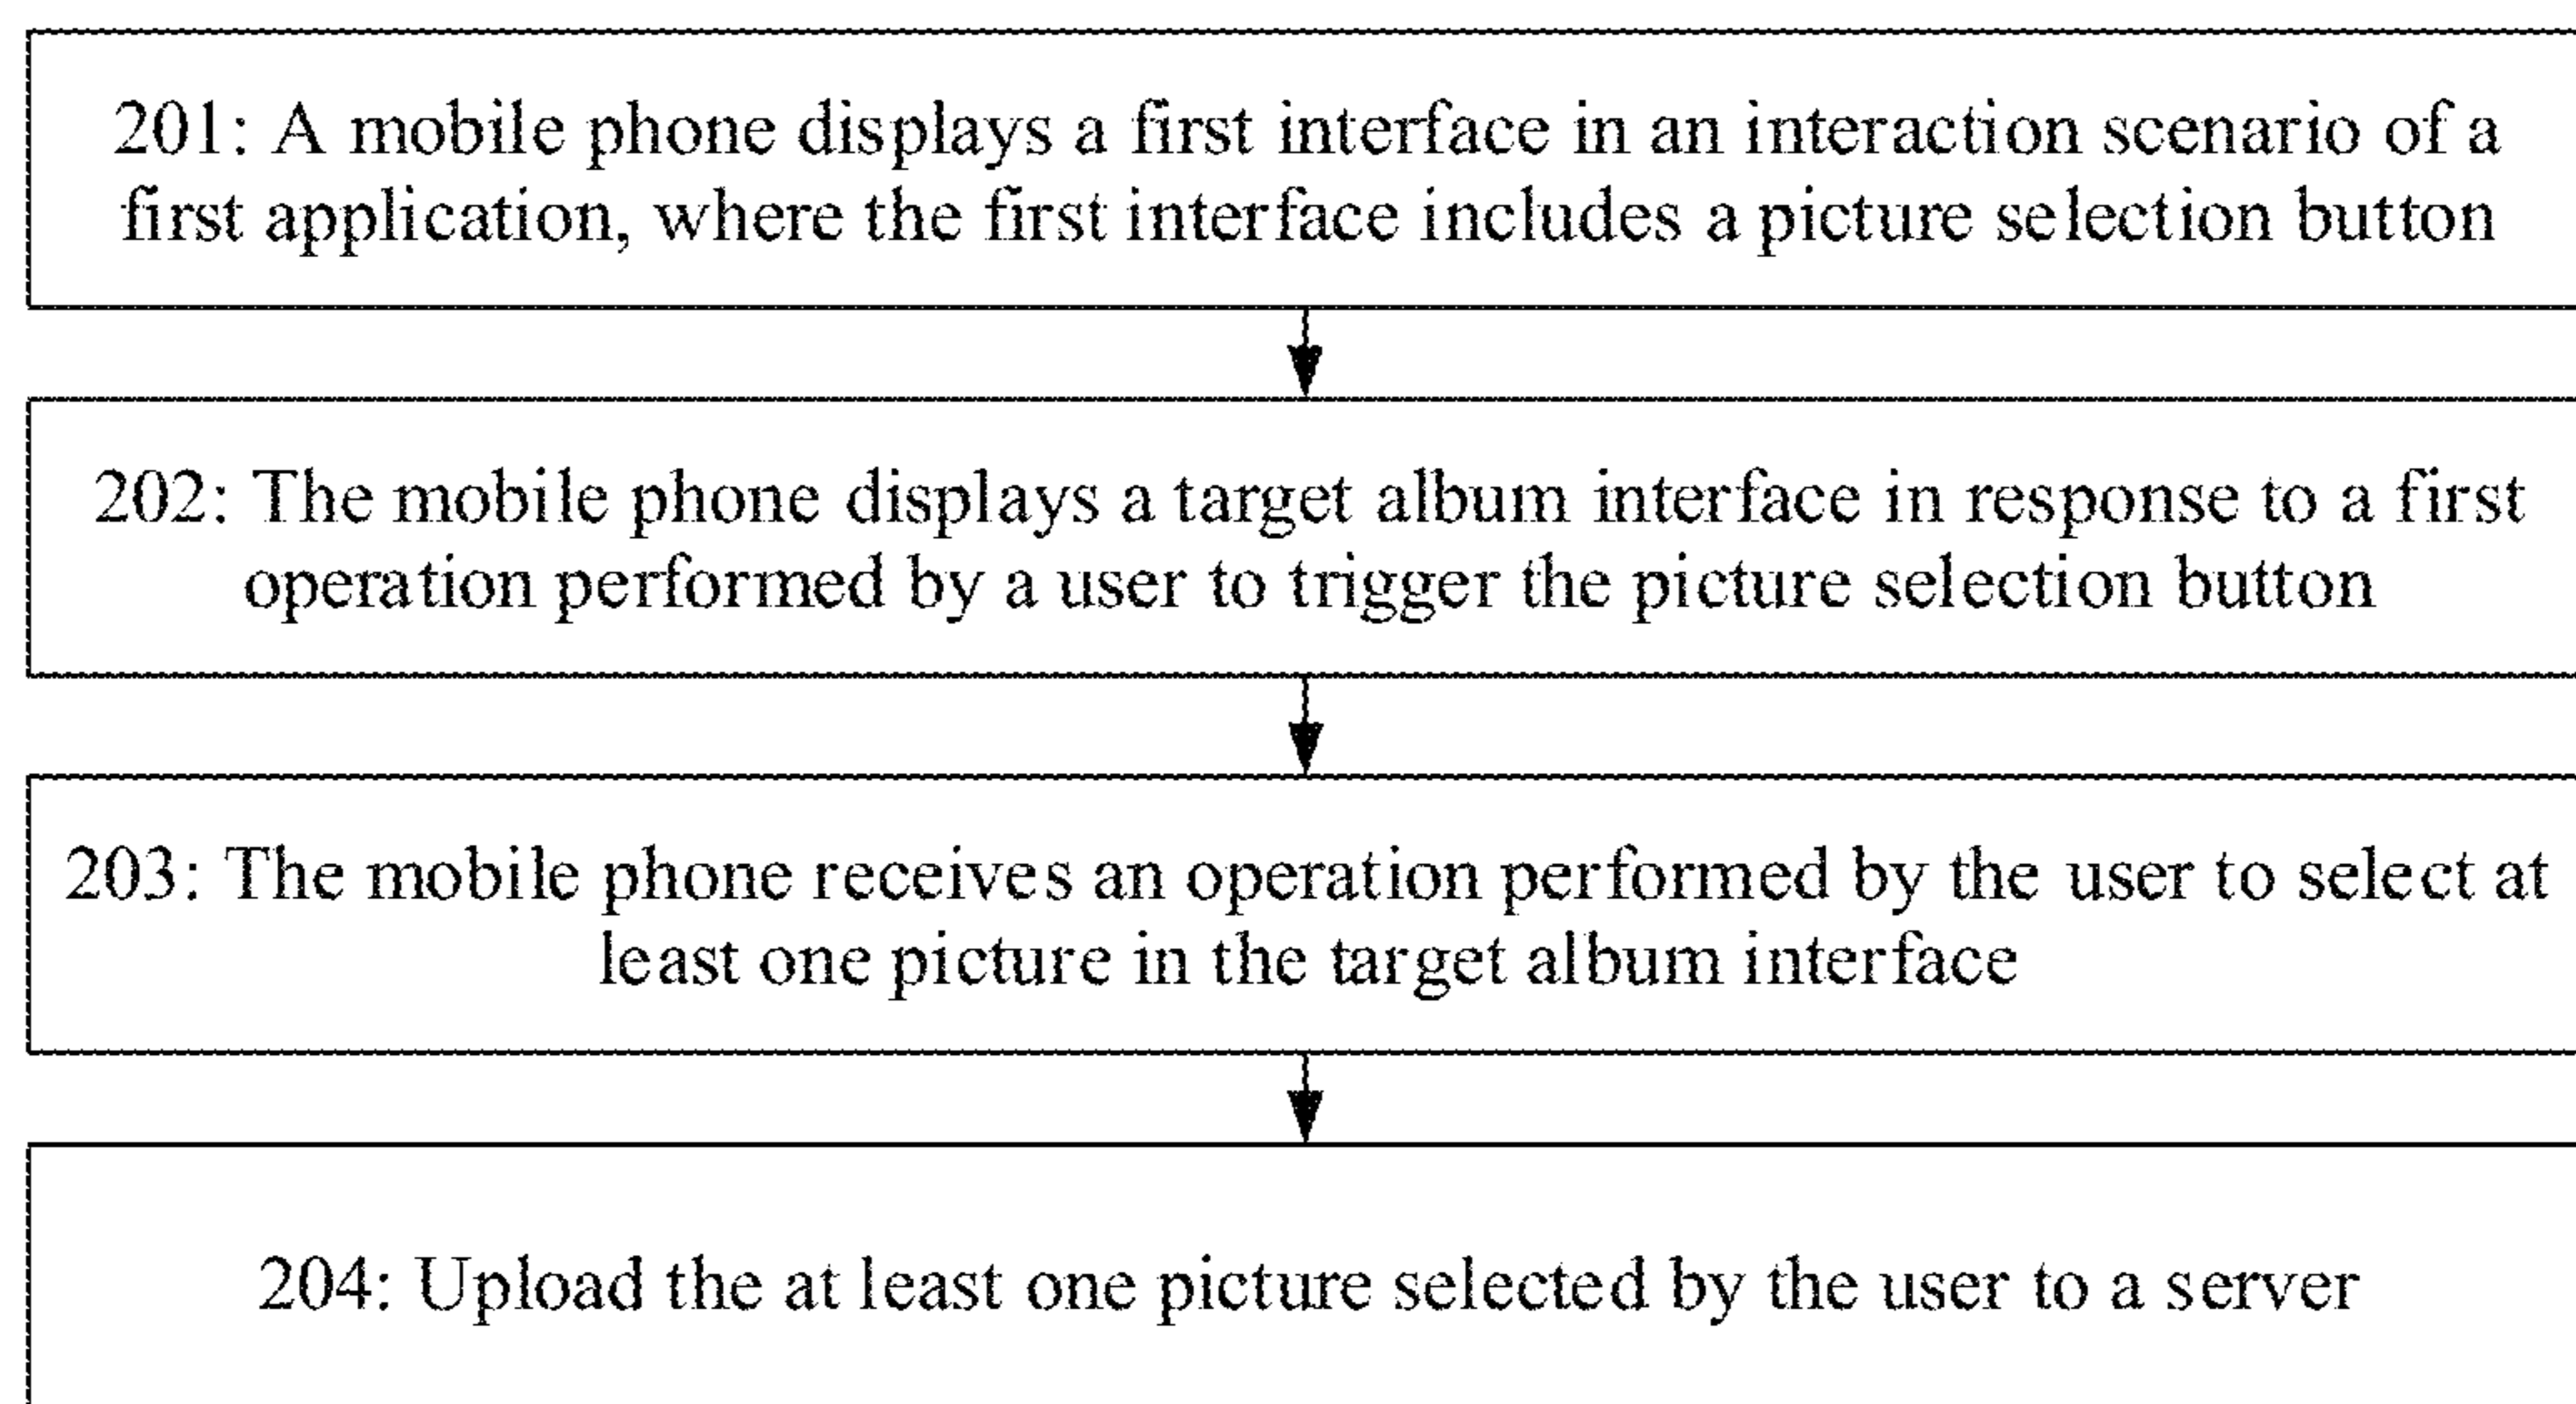 201: A mobile phone displays a first interface in an interaction scenario of a
first application, where the first interface includes a picture selection button
202: The mobile phone displays a target album interface in response to a first
operation performed by a user to trigger the picture selection button
203: The mobile phone receives an operation performed by the user to select at
least one picture in the target album interface
204: Upload the at least one picture selected by the user to a server